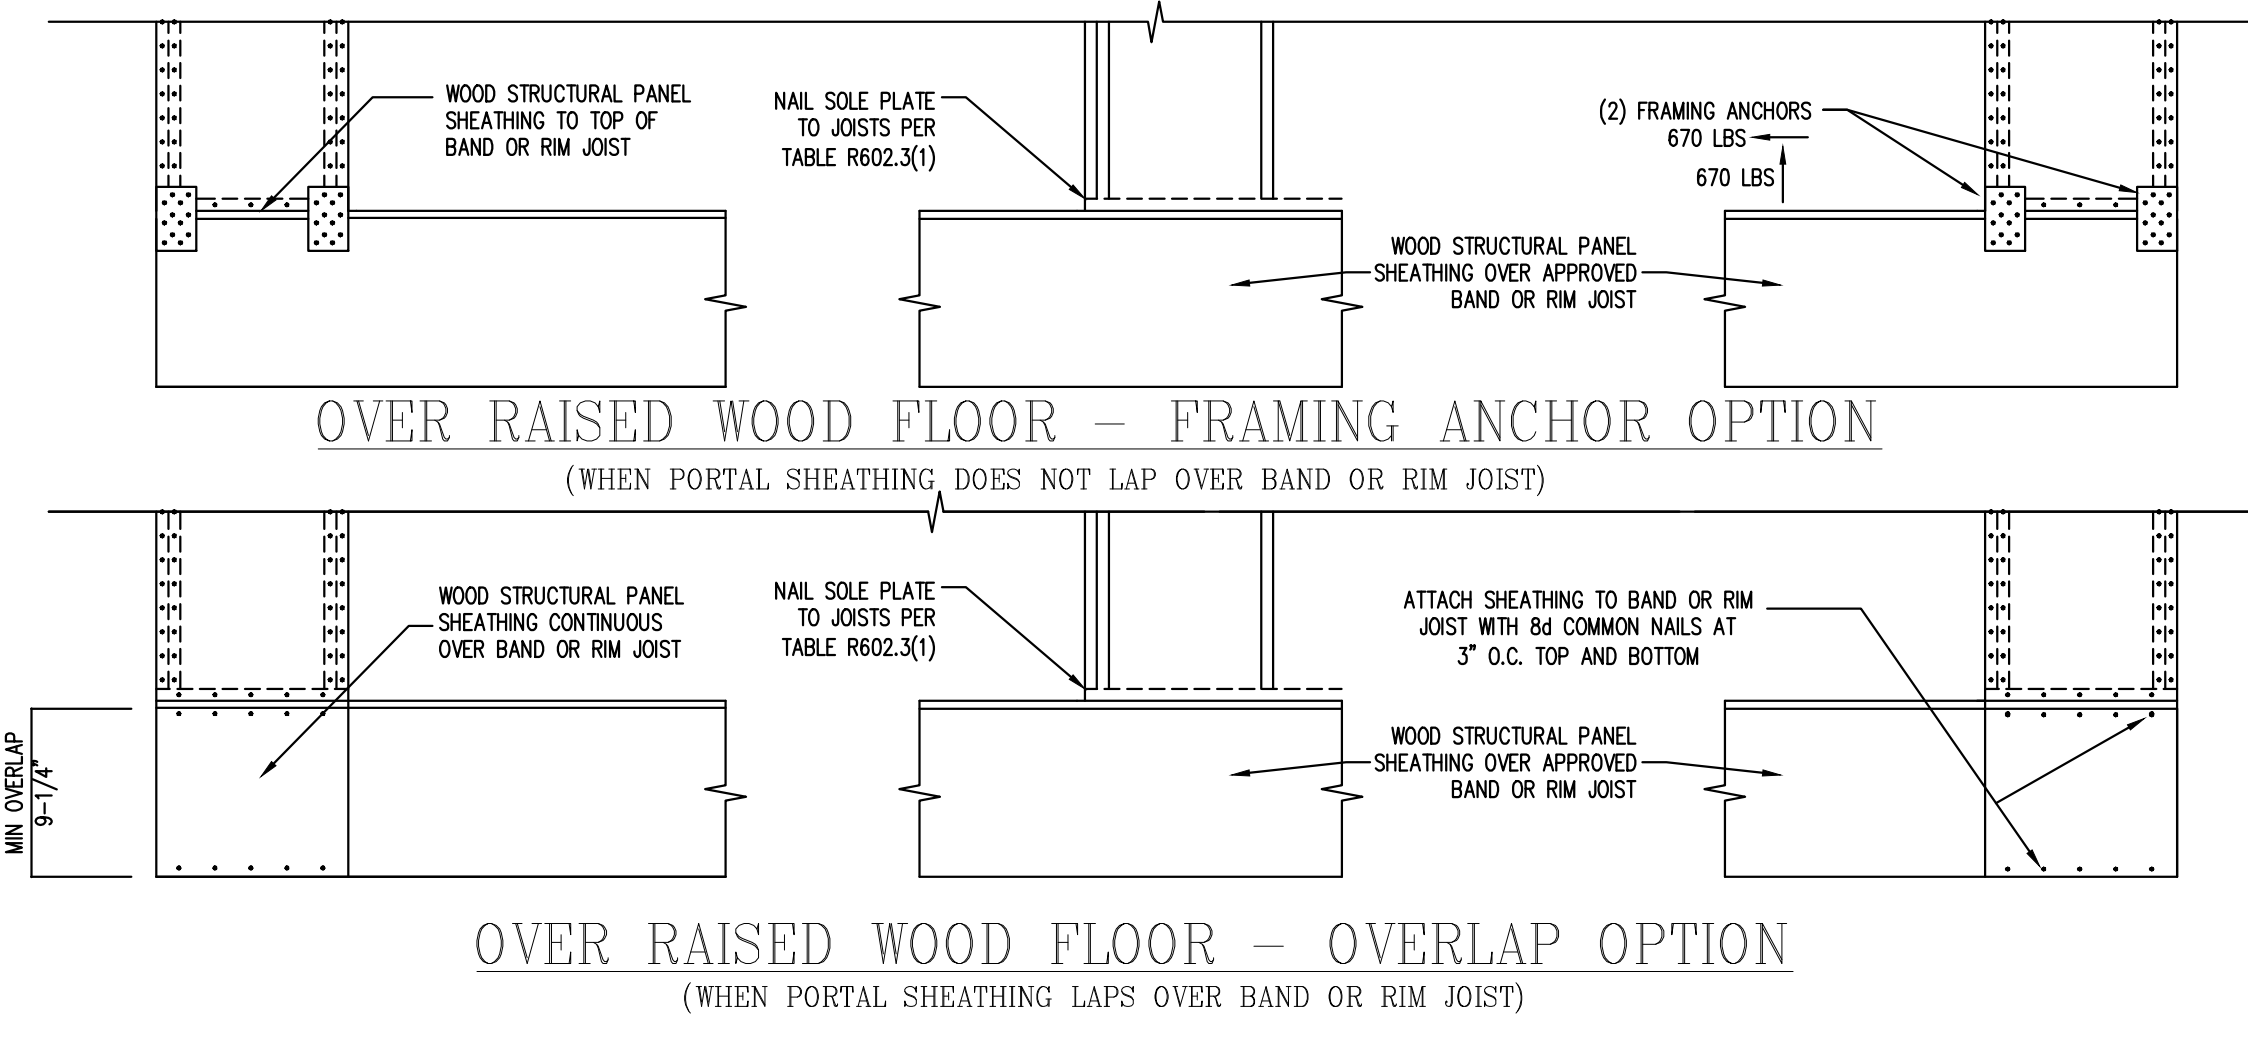 WOOD STRUCTURAL PANEL
SHEATHING TO TOP OF
BAND OR RIM JOIST
NAIL SOLE PLATE
TO JOISTS PER
TABLE R602.3(1)
(2) FRAMING ANCHORS
670 LBS
670 LBS
WOOD STRUCTURAL PANEL
SHEATHING OVER APPROVED
BAND OR RIM JOIST
OVER RAISED WOOD FLOOR – FRAMING ANCHOR OPTION
(WHEN PORTAL SHEATHING DOES NOT LAP OVER BAND OR RIM JOIST)
WOOD STRUCTURAL PANEL
SHEATHING CONTINUOUS
OVER BAND OR RIM JOIST
NAIL SOLE PLATE
TO JOISTS PER
TABLE R602.3(1)
ATTACH SHEATHING TO BAND OR RIM
JOIST WITH 8d COMMON NAILS AT
3" O.C. TOP AND BOTTOM
MIN OVERLAP
9-1/4"
WOOD STRUCTURAL PANEL
SHEATHING OVER APPROVED
BAND OR RIM JOIST
OVER RAISED WOOD FLOOR – OVERLAP OPTION
(WHEN PORTAL SHEATHING LAPS OVER BAND OR RIM JOIST)